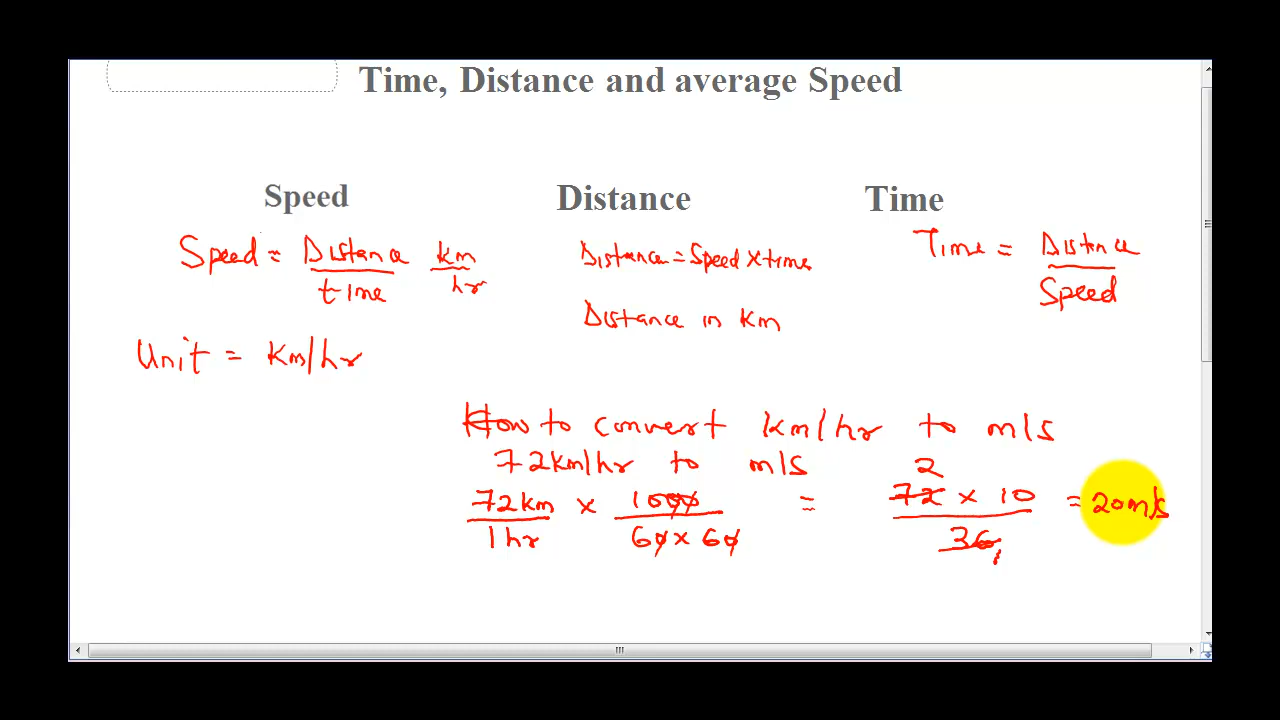 Time, Distance and average Speed
Speed
Distance
Time
Speed = Distance / time km / hr
Distance = Speed x time
Time = Distance / Speed
Distance in km
Unit = Km/hr
How to convert km/hr to m/s
72km/hr to m/s
72km / 1hr x 1000 / 60 x 60 = 72 x 10 / 36 = 20m/s
2
1